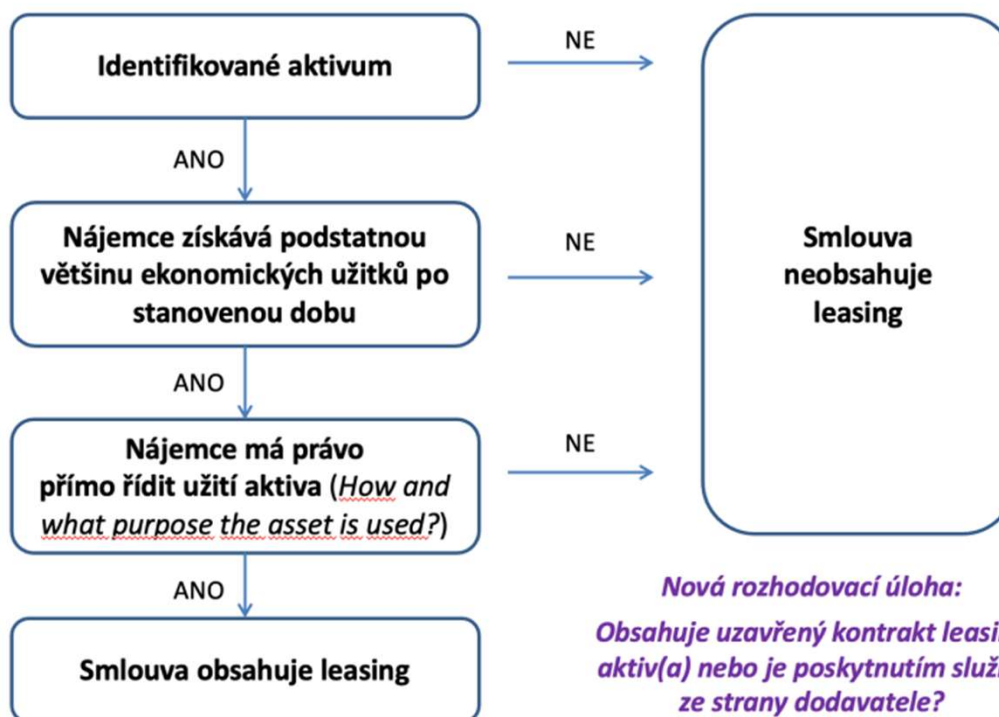 Identifikované aktivum
NE
ANO
Nájemce získává podstatnou
většinu ekonomických užitků po
stanovenou dobu
NE
Smlouva
neobsahuje
leasing
ANO
Nájemce má právo
přímo řídit užití aktiva (How and
what purpose the asset is used?)
NE
ANO
Smlouva obsahuje leasing
Nová rozhodovací úloha:
Obsahuje uzavřený kontrakt leasin
aktiv(a) nebo je poskytnutím služ
ze strany dodavatele?